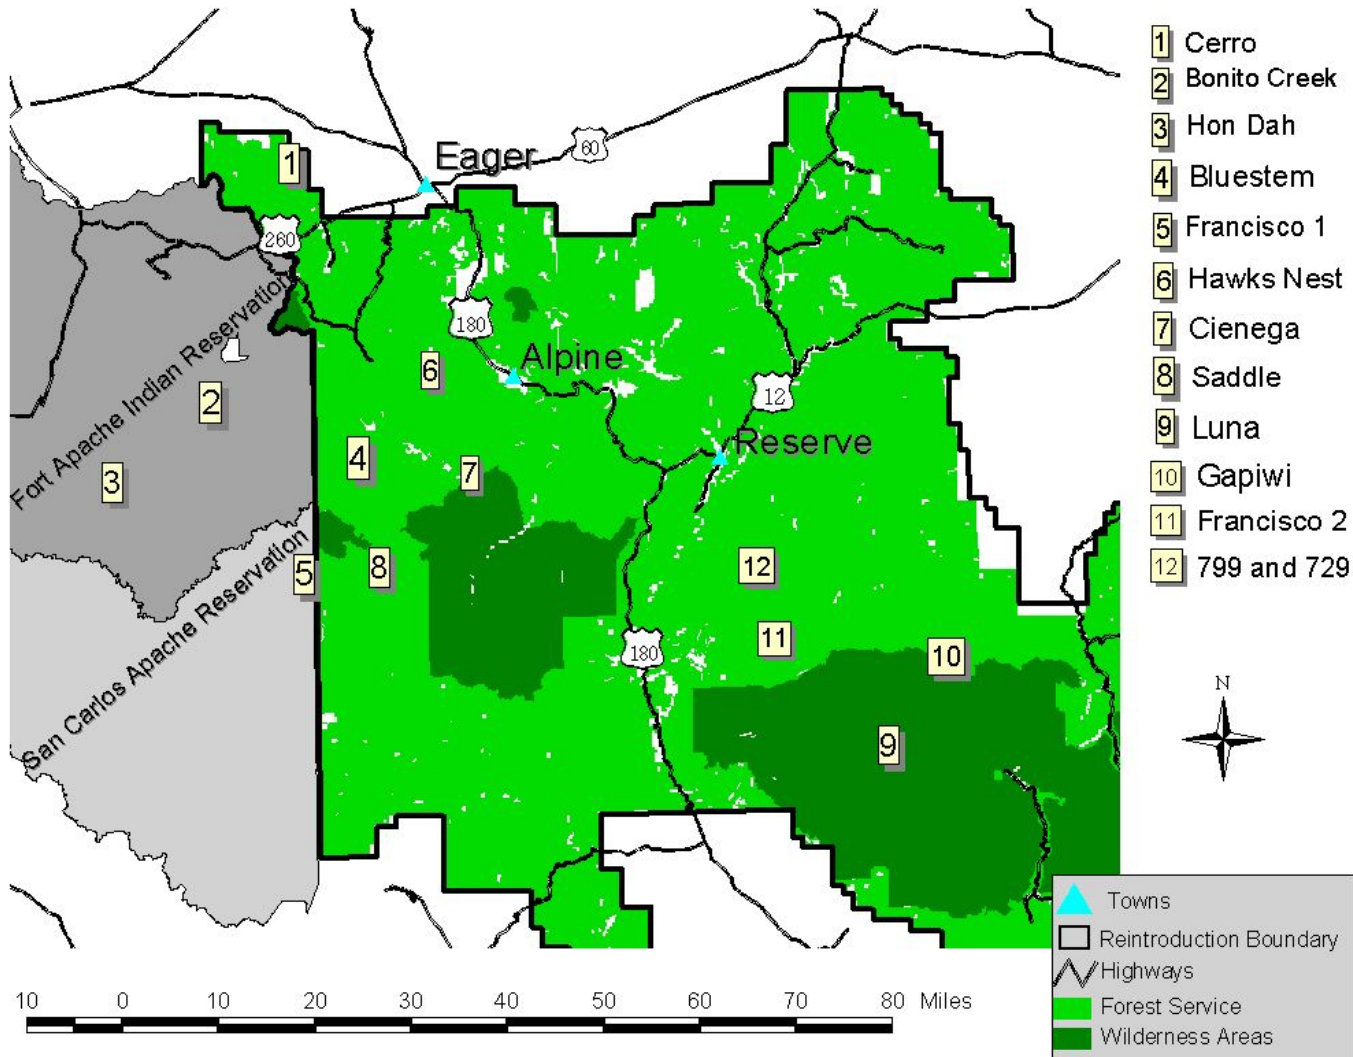 1 Cerro
2 Bonito Creek
3 Hon Dah
4 Bluestem
5 Francisco 1
6 Hawks Nest
7 Cienega
8 Saddle
9 Luna
10 Gapiwi
11 Francisco 2
12 799 and 729
60
Eager
1
260
180
Alpine
6
12
Reserve
Fort Apache Indian Reservation
2
3
4
7
San Carlos Apache Reservation
5
8
12
11
180
10
9
N
Towns
Reintroduction Boundary
Highways
Forest Service
Wilderness Areas
10 0 10 20 30 40 50 60 70 80 Miles